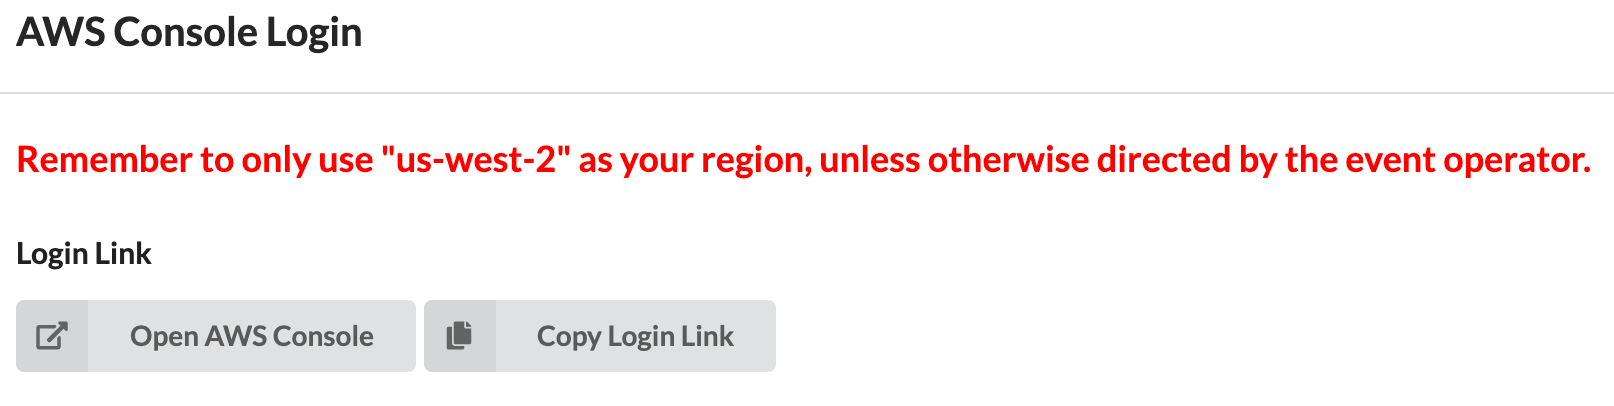 AWS Console Login
Remember to only use "us-west-2" as your region, unless otherwise directed by the event operator.
Login Link
Open AWS Console
Copy Login Link